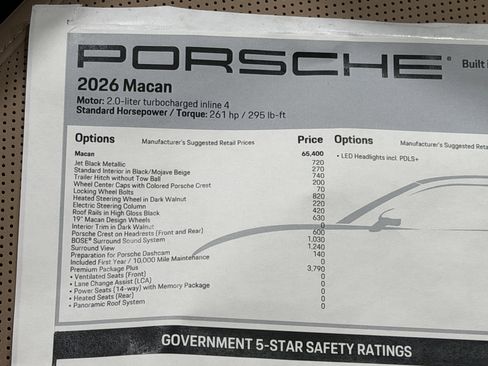 PORSCHE
Built i
2026 Macan
Motor: 2.0-liter turbocharged inline 4
Standard Horsepower / Torque: 261 hp / 295 lb-ft
Options Manufacturer's Suggested Retail Prices Price
Macan 65,400
Jet Black Metallic 720
Standard Interior in Black/Mojave Beige 270
Trailer Hitch without Tow Ball 740
Wheel Center Caps with Colored Porsche Crest 200
Locking Wheel Bolts 70
Heated Steering Wheel in Dark Walnut 820
Electric Steering Column 220
Roof Rails in High Gloss Black 420
19" Macan Design Wheels 630
Interior Trim in Dark Walnut 0
Porsche Crest on Headrests (Front and Rear) 600
BOSE® Surround Sound System 1,030
Surround View 1,240
Preparation for Porsche Dashcam 140
Included First Year / 10,000 Mile Maintenance 0
Premium Package Plus 3,790
• Ventilated Seats (Front) 0
• Lane Change Assist (LCA) 0
• Power Seats (14-way) with Memory Package 0
• Heated Seats (Rear) 0
• Panoramic Roof System 0
Options Manufacturer's Suggested Retail
• LED Headlights incl. PDLS+
GOVERNMENT 5-STAR SAFETY RATINGS